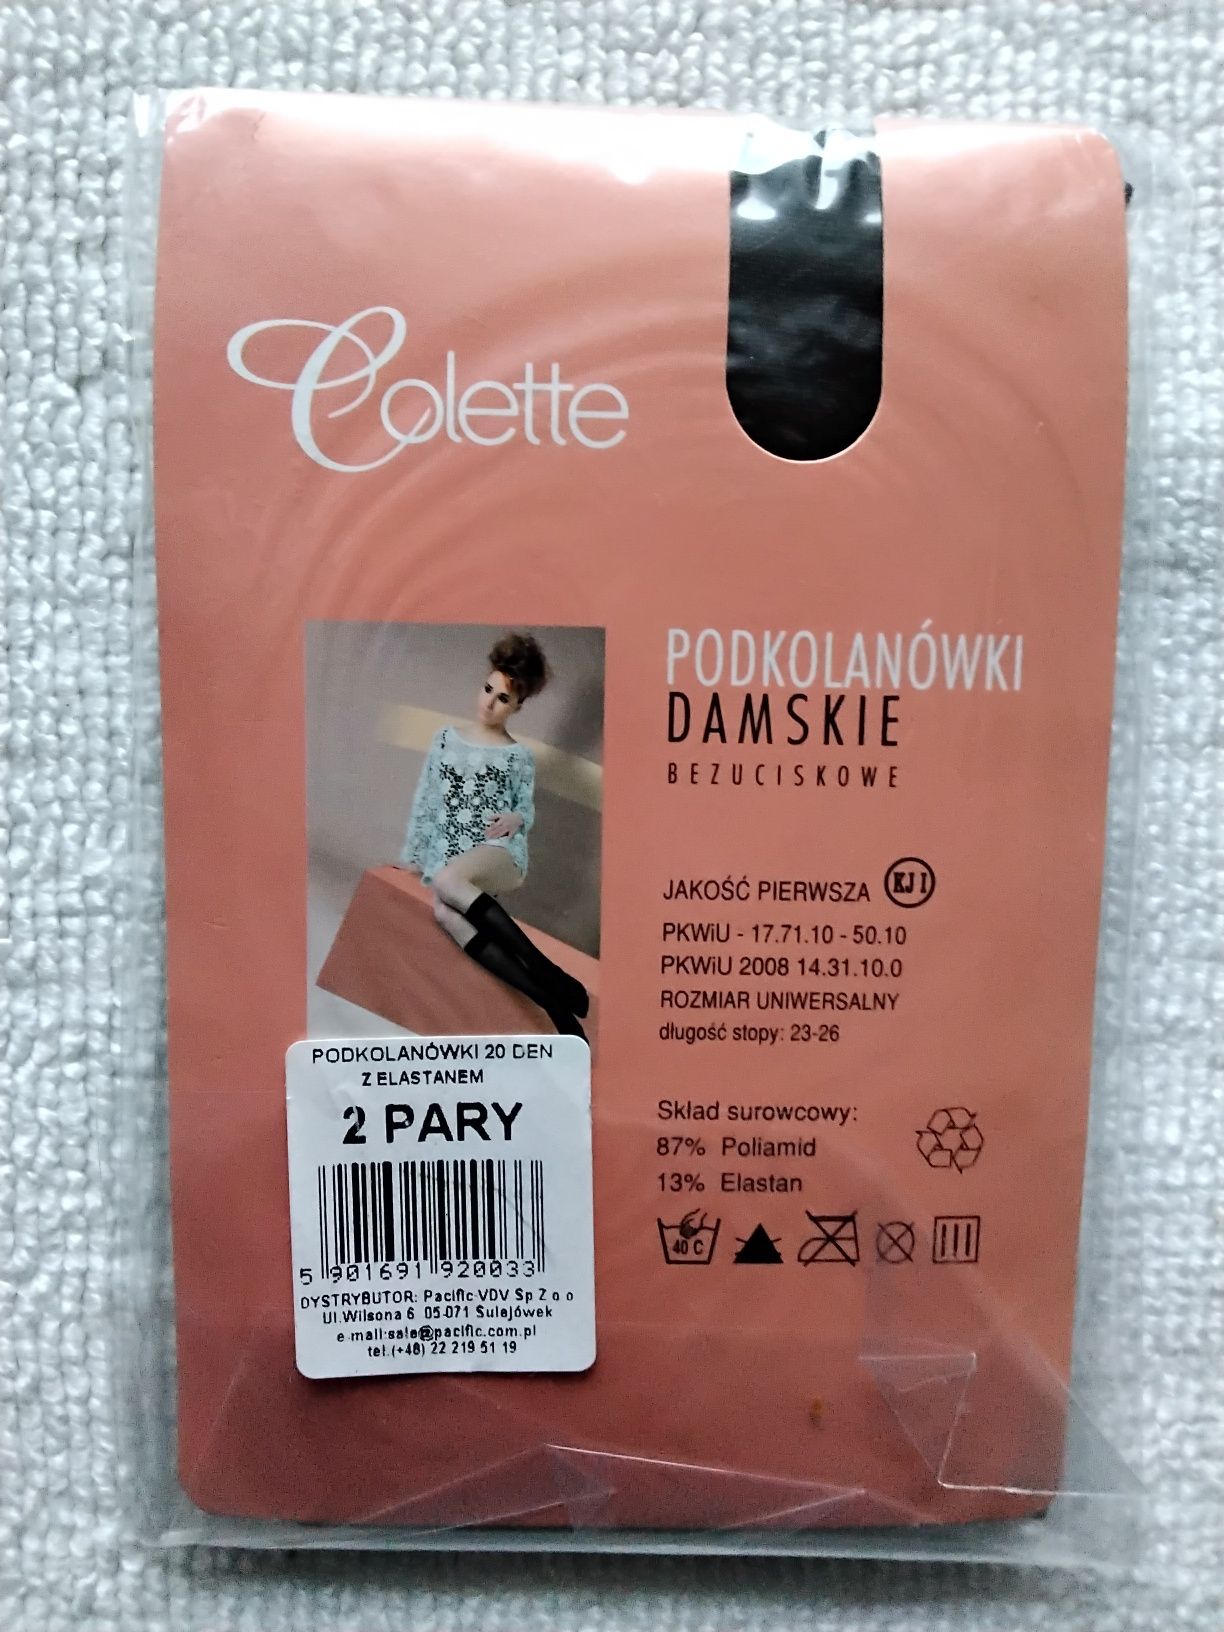 Colette
PODKOLANÓWKI
DAMSKIE
BEZUCISKOWE
JAKOŚĆ PIERWSZA KJ I
PKWiU - 17.71.10 - 50.10
PKWiU 2008 14.31.10.0
ROZMIAR UNIWERSALNY
długość stopy: 23-26
Skład surowcowy:
87% Poliamid
13% Elastan
40 C
PODKOLANÓWKI 20 DEN
Z ELASTANEM
2 PARY
5 901691 920033
DYSTRYBUTOR: Pacific VDV Sp Z o o
Ul.Wilsona 6 05-071 Sulejówek
e-mail:sale@pacific.com.pl
tel.(+48) 22 219 51 19